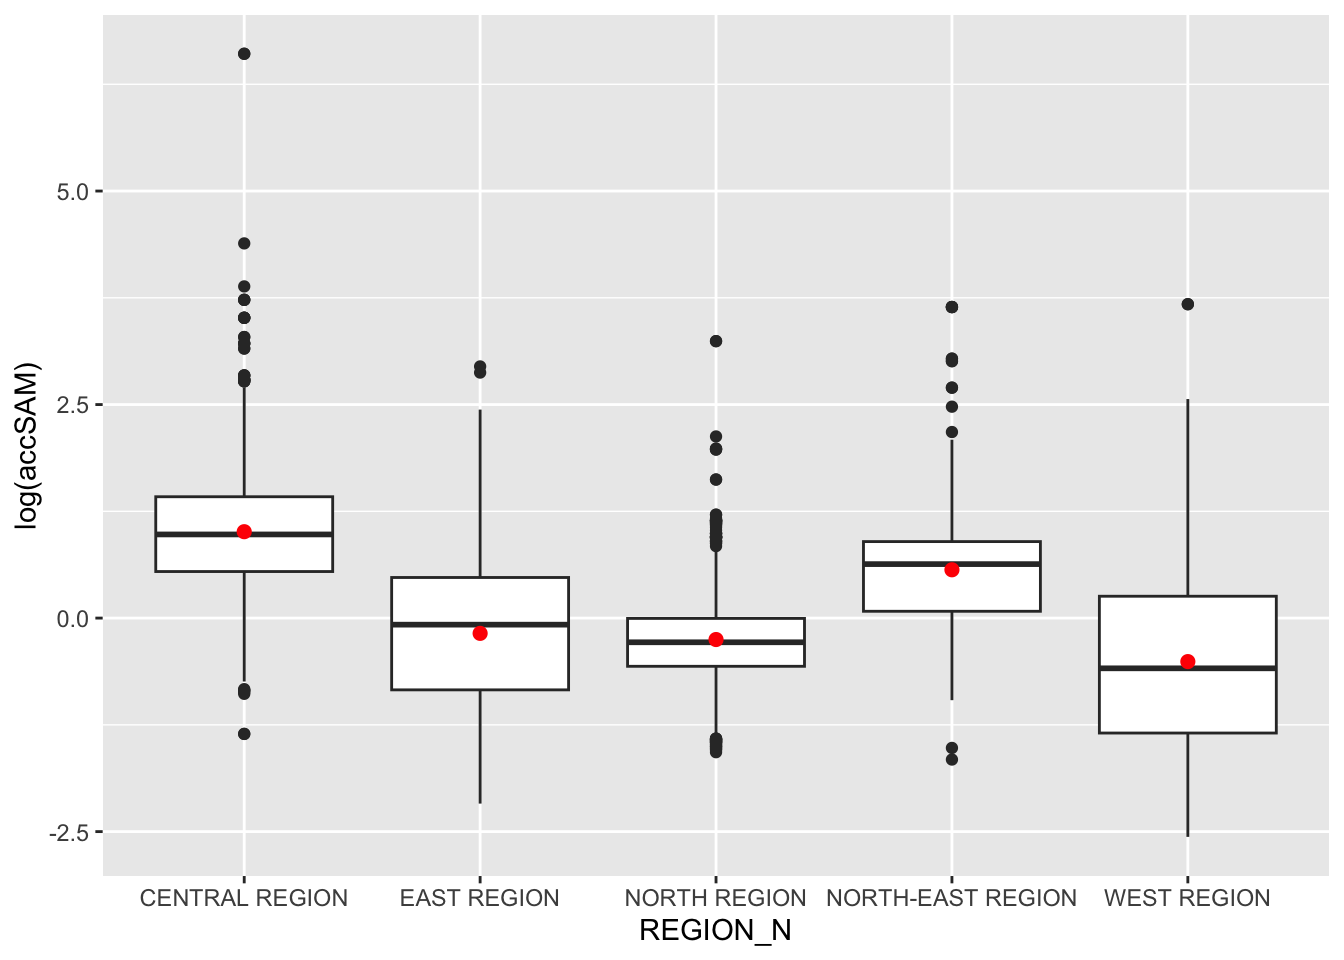 log(accSAM)
5.0
2.5
0.0
-2.5
CENTRAL REGION
EAST REGION
NORTH REGION
NORTH-EAST REGION
WEST REGION
REGION_N